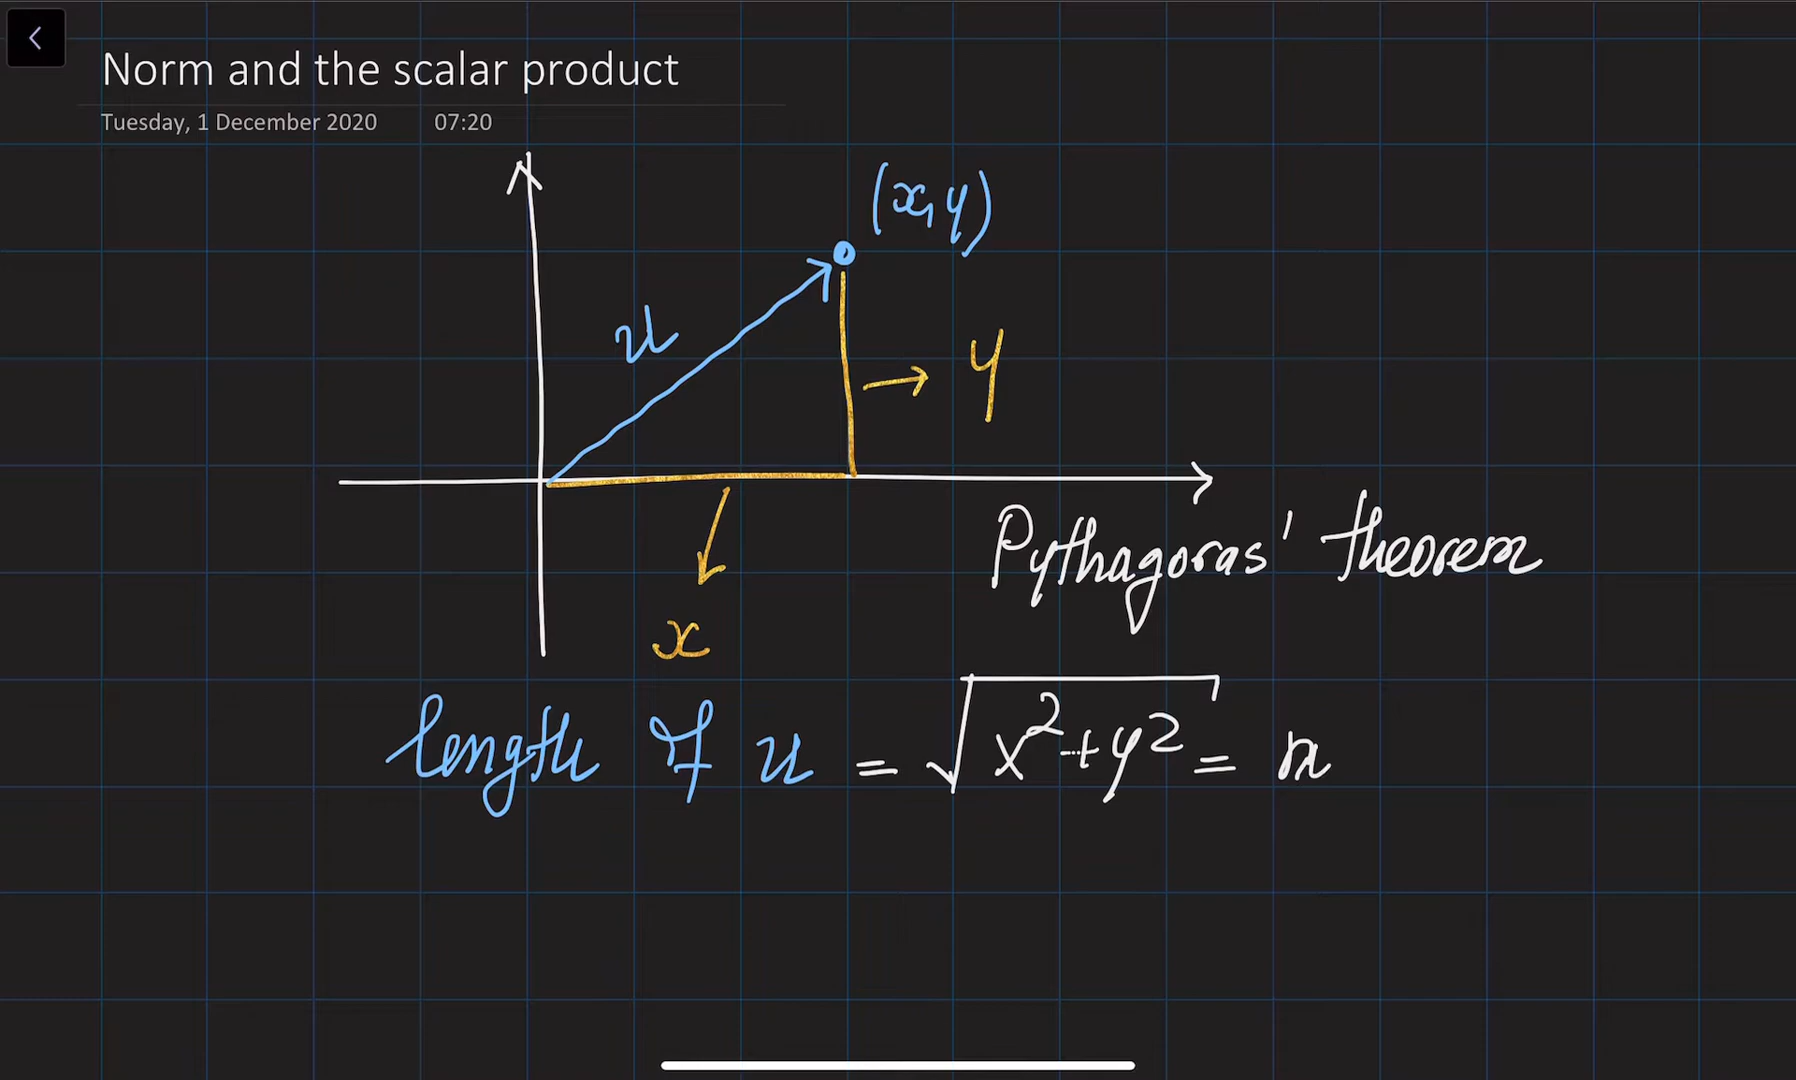 Norm and the scalar product
Tuesday, 1 December 2020 07:20
(x, y)
u
→ y
x
Pythagoras' theorem
length of u = √x²+y² = n